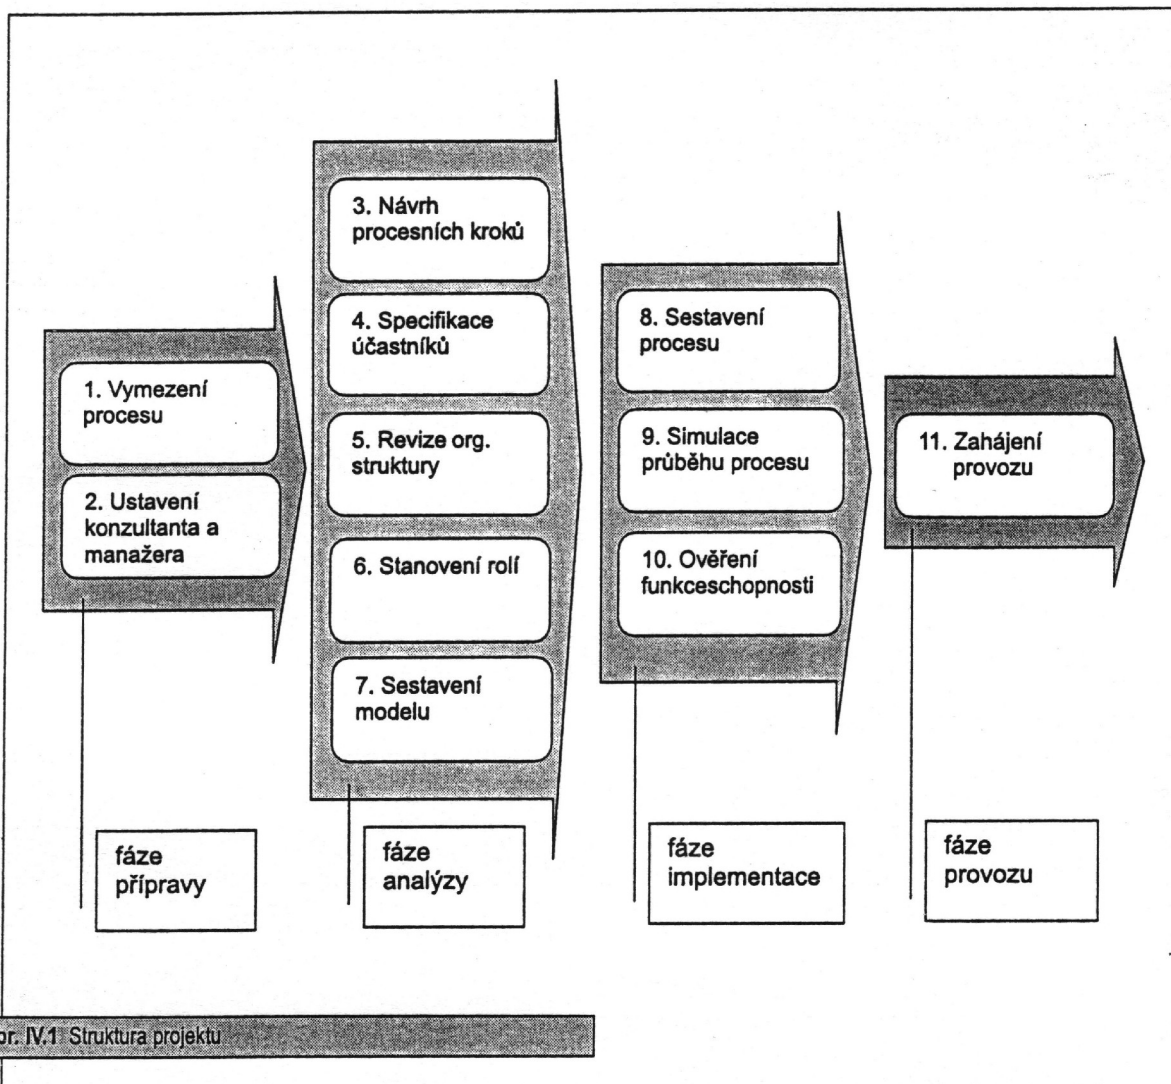 1. Vymezení
procesu
2. Ustavení
konzultanta a
manažera
fáze
přípravy
3. Návrh
procesních kroků
4. Specifikace
účastníků
5. Revize org.
struktury
6. Stanovení rolí
7. Sestavení
modelu
fáze
analýzy
8. Sestavení
procesu
9. Simulace
průběhu procesu
10. Ověření
funkceschopnosti
fáze
implementace
11. Zahájení
provozu
fáze
provozu
br. IV.1 Struktura projektu